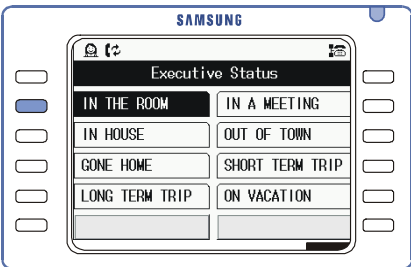 SAMSUNG
Executive Status
IN THE ROOM
IN A MEETING
IN HOUSE
OUT OF TOWN
GONE HOME
SHORT TERM TRIP
LONG TERM TRIP
ON VACATION